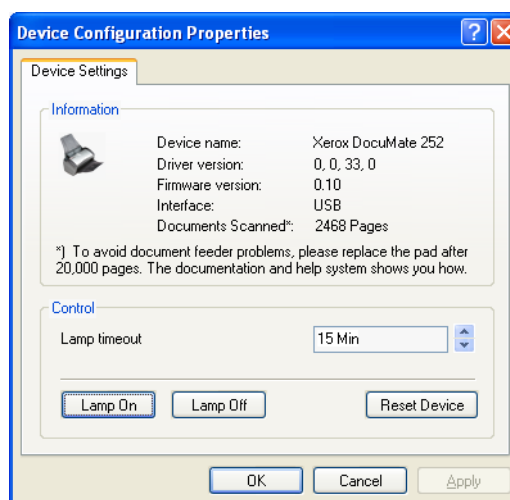 Device Configuration Properties
Device Settings
Information
Device name: Xerox DocuMate 252
Driver version: 0, 0, 33, 0
Firmware version: 0.10
Interface: USB
Documents Scanned*: 2468 Pages
*) To avoid document feeder problems, please replace the pad after
20,000 pages. The documentation and help system shows you how.
Control
Lamp timeout 15 Min
Lamp On Lamp Off Reset Device
OK Cancel Apply